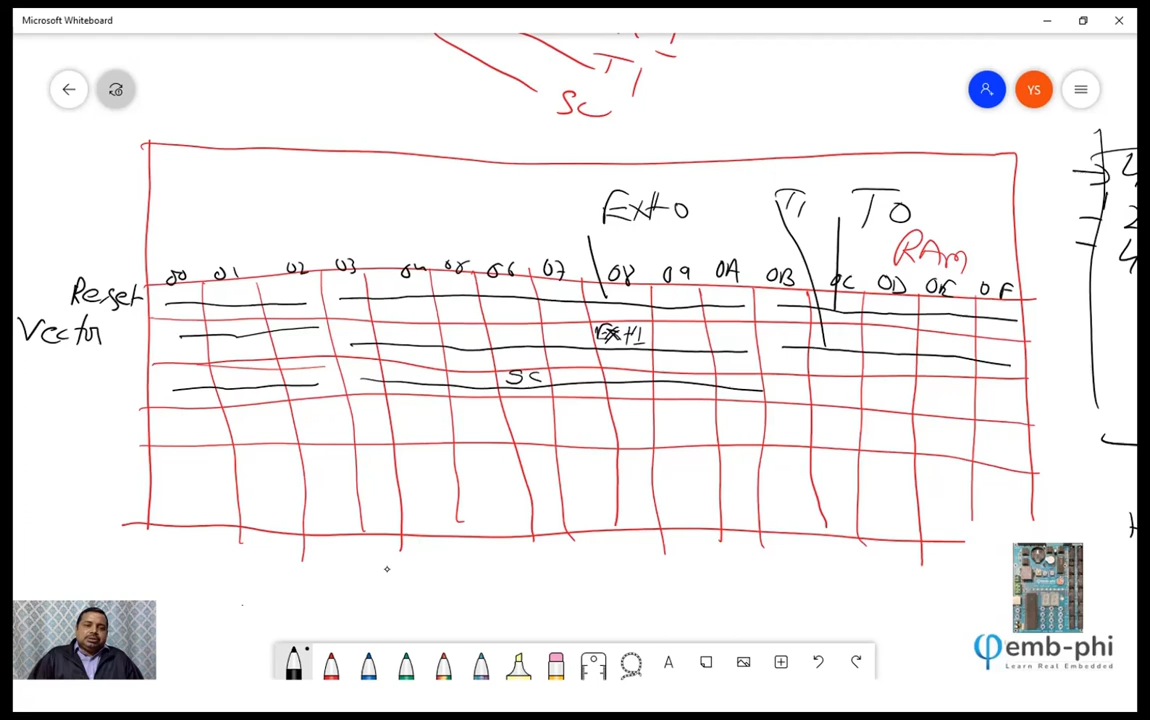 Microsoft Whiteboard
SC
YS
Ext0 T1 T0
RAM
00 01 02 03 04 05 06 07 08 09 0A 0B 0C 0D 0E 0F
Reset
Vector
Ext1
SC
A
emb-phi
Learn Real Embedded